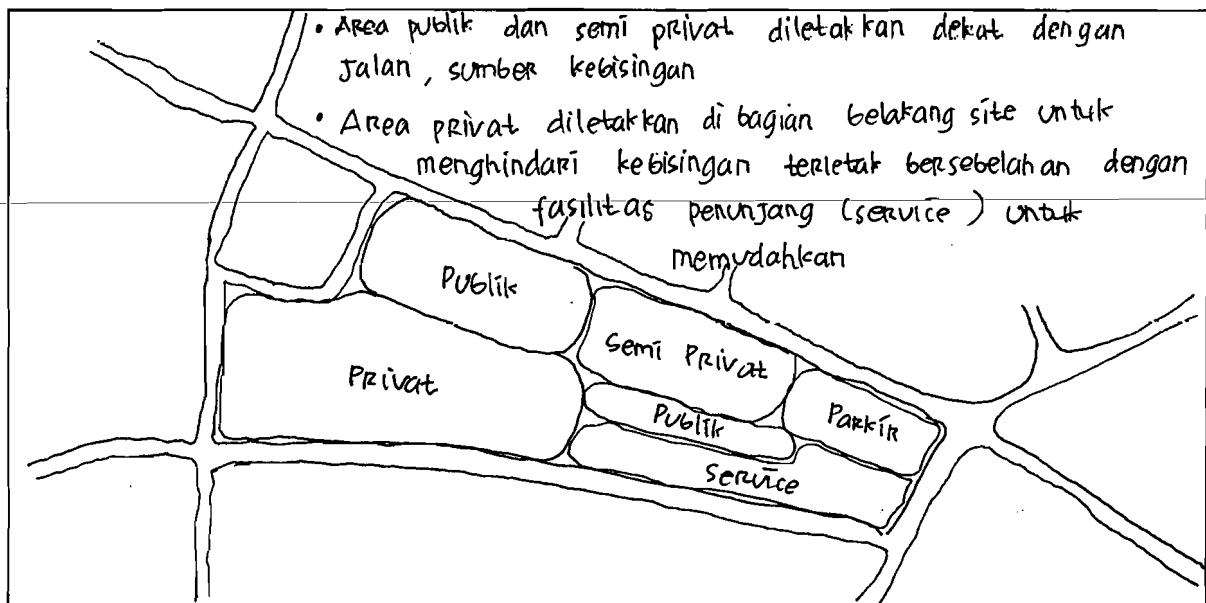 • Area publik dan semi privat diletakkan dekat dengan
jalan, sumber kebisingan
• Area privat diletakkan di bagian belakang site untuk
menghindari kebisingan terletak bersebelahan dengan
fasilitas penunjang (service) untuk
memudahkan
Publik
Semi Privat
Privat
Publik
Parkir
Service